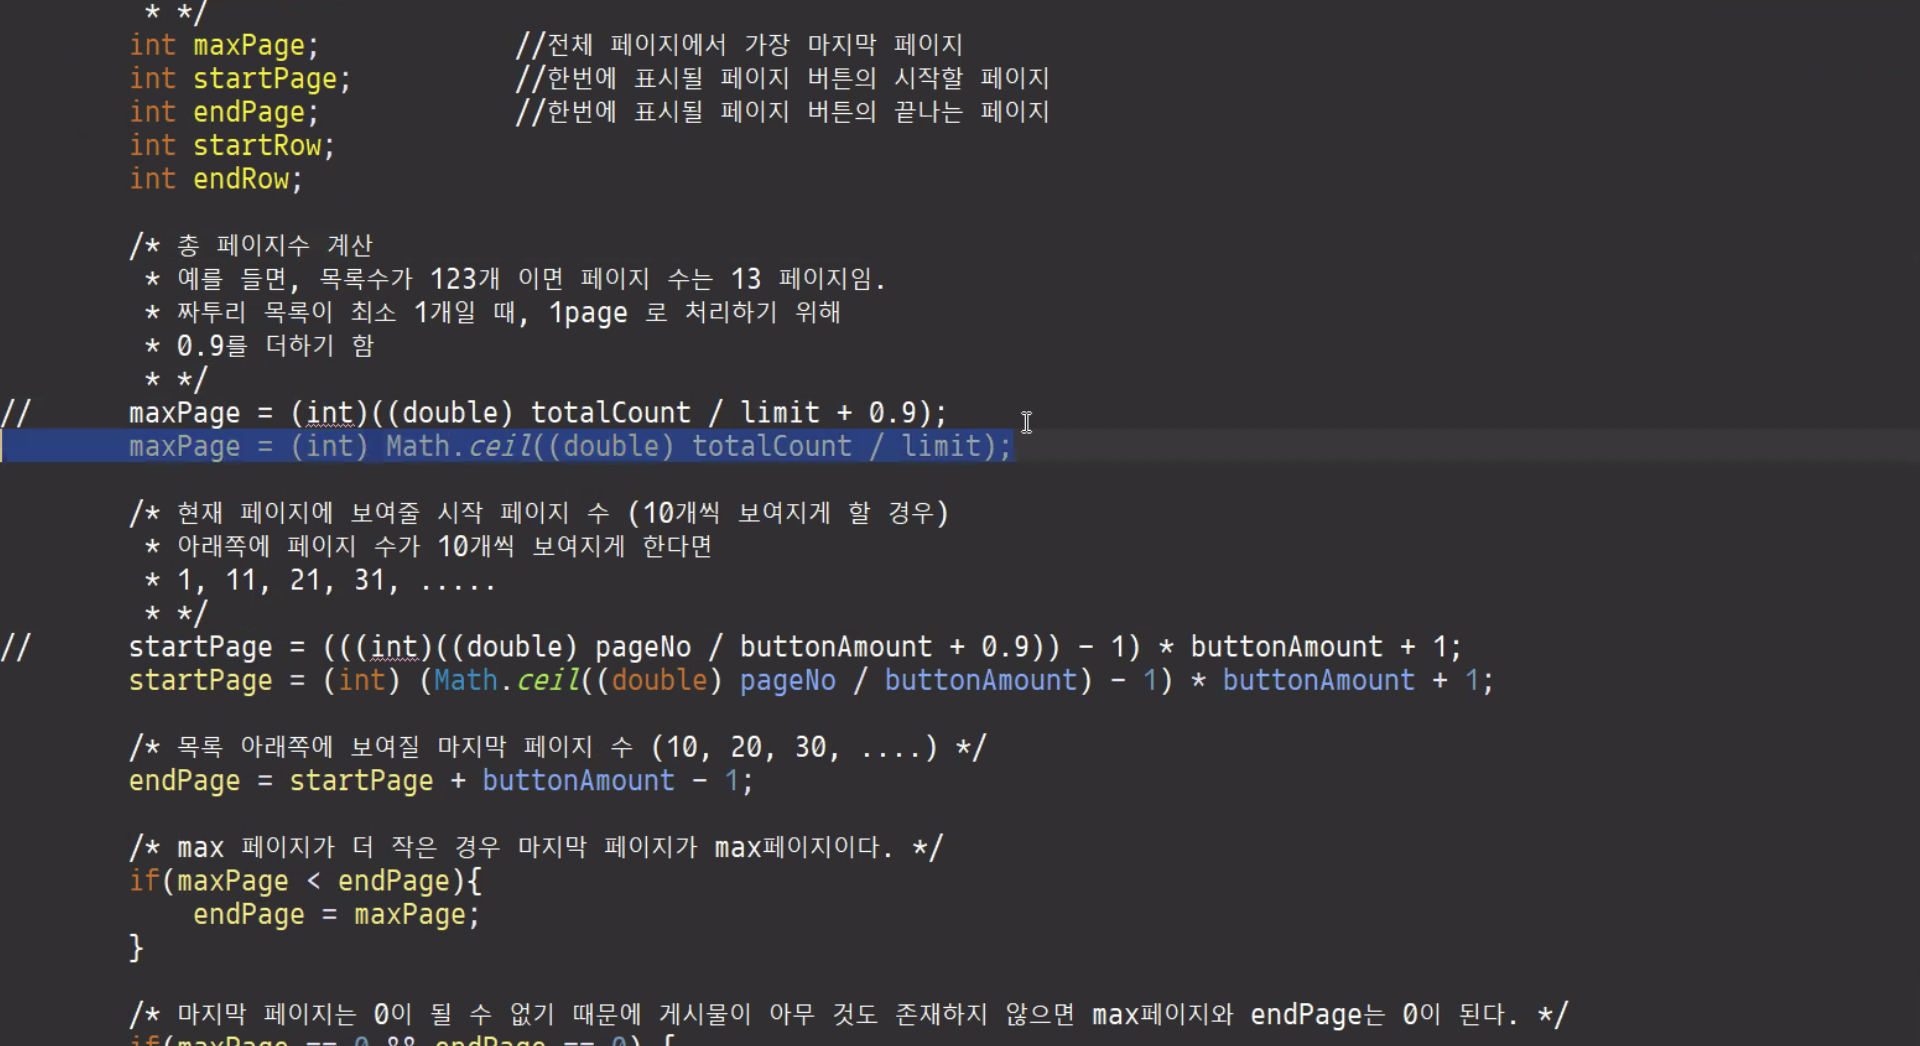 * */
int maxPage; //전체 페이지에서 가장 마지막 페이지
int startPage; //한번에 표시될 페이지 버튼의 시작할 페이지
int endPage; //한번에 표시될 페이지 버튼의 끝나는 페이지
int startRow;
int endRow;
/* 총 페이지수 계산
* 예를 들면, 목록수가 123개 이면 페이지 수는 13 페이지임.
* 짜투리 목록이 최소 1개일 때, 1page 로 처리하기 위해
* 0.9를 더하기 함
* */
// maxPage = (int)((double) totalCount / limit + 0.9);
maxPage = (int) Math.ceil((double) totalCount / limit);
/* 현재 페이지에 보여줄 시작 페이지 수 (10개씩 보여지게 할 경우)
* 아래쪽에 페이지 수가 10개씩 보여지게 한다면
* 1, 11, 21, 31, .....
* */
// startPage = (((int)((double) pageNo / buttonAmount + 0.9)) - 1) * buttonAmount + 1;
startPage = (int) (Math.ceil((double) pageNo / buttonAmount) - 1) * buttonAmount + 1;
/* 목록 아래쪽에 보여질 마지막 페이지 수 (10, 20, 30, ....) */
endPage = startPage + buttonAmount - 1;
/* max 페이지가 더 작은 경우 마지막 페이지가 max페이지이다. */
if(maxPage < endPage){
endPage = maxPage;
}
/* 마지막 페이지는 0이 될 수 없기 때문에 게시물이 아무 것도 존재하지 않으면 max페이지와 endPage는 0이 된다. */
if(maxPage == 0 && endPage == 0) {